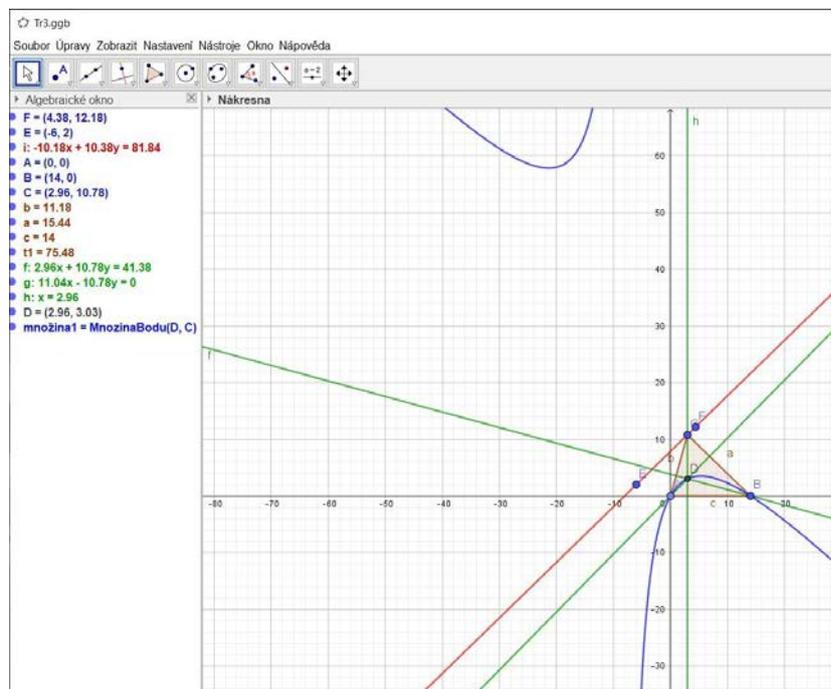 Tr3.ggb
Soubor Úpravy Zobrazit Nastavení Nástroje Okno Nápověda
a=2
Algebraické okno
Nákresna
F = (4.38, 12.18)
E = (-6, 2)
i: -10.18x + 10.38y = 81.84
A = (0, 0)
B = (14, 0)
C = (2.96, 10.78)
b = 11.18
a = 15.44
c = 14
t1 = 75.48
f: 2.96x + 10.78y = 41.38
g: 11.04x - 10.78y = 0
h: x = 2.96
D = (2.96, 3.03)
množina1 = MnozinaBodu(D, C)
h
60
50
40
30
f
20
10
F
C
b
a
E
D
B
-80 -70 -60 -50 -40 -30 -20 -10 0 10 20
c
-10
-20
-30